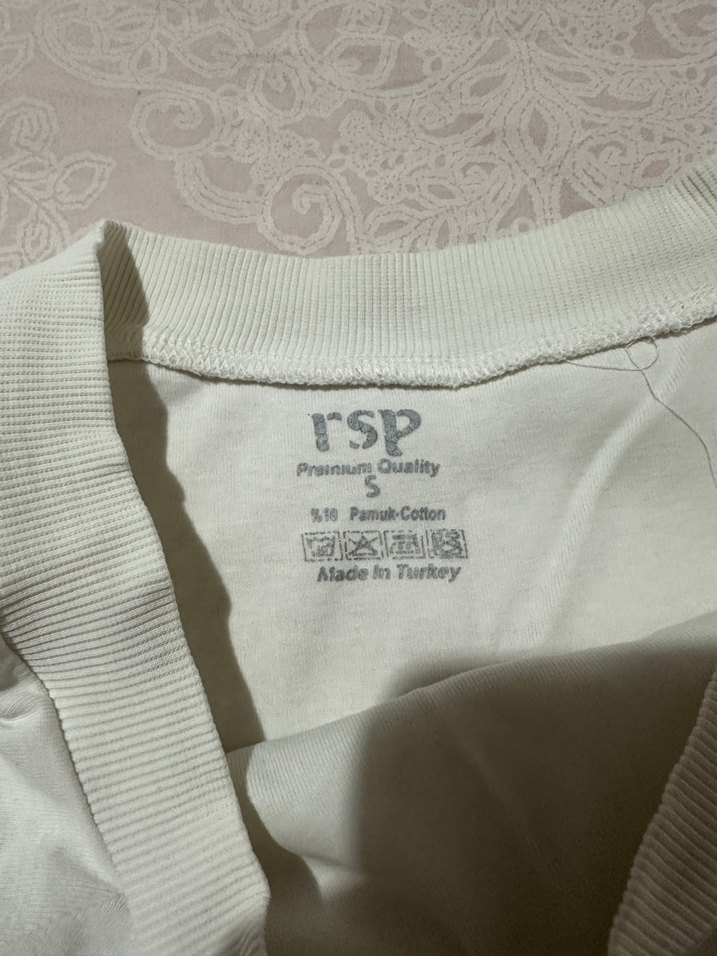 rsp
Premium Quality
S
%10 Pamuk-Cotton
Made In Turkey